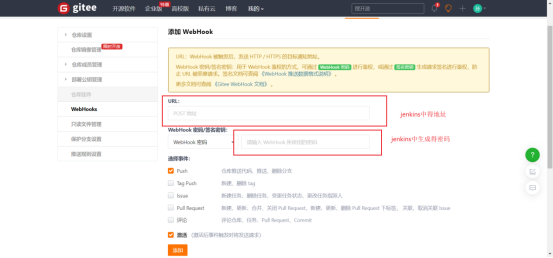 gitee
开源软件 企业版 特惠 高校版 私有云 博客 我的
搜开源
添加 WebHook
仓库设置
仓库镜像管理 限时开放
仓库成员管理
部署公钥管理
WebHooks
只读文件管理
保护分支设置
推送规则设置
URL: WebHook 被触发后，发送 HTTP / HTTPS 的目标通知地址。
WebHook 密码/签名密钥：用于 WebHook 鉴权的方式，可通过 WebHook 密码 进行鉴权，或通过 签名密钥 生成请求签名进行鉴权，防止 URL 被恶意请求。签名文档可查阅《WebHook 推送数据格式说明》。
更多文档可查阅《Gitee WebHook 文档》。
URL:
POST 地址
jenkins中得地址
WebHook 密码/签名密钥:
WebHook 密码
请输入 WebHook
jenkins中生成得密码
选择事件:
Push 仓库推送代码、推送、删除分支
Tag Push 新建、删除 tag
Issue 新建任务、删除任务、变更任务状态、更改任务指派人
Pull Request 新建、更新、合并、关闭 Pull Request，新建、更新、删除 Pull Request 下标签，关联、取消关联 Issue
评论 评论仓库、任务、Pull Request、Commit
激活 (激活后事件触发时将发送请求)
添加